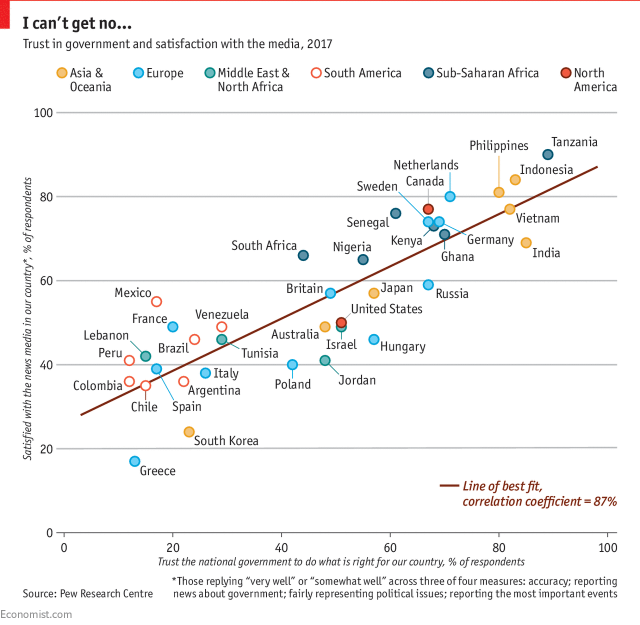 I can't get no...
Trust in government and satisfaction with the media, 2017
Asia &
Oceania
Europe
Middle East &
North Africa
South America
Sub-Saharan Africa
North
America
Satisfied with the news media in our country*, % of respondents
100
80
60
40
20
0
Tanzania
Philippines
Indonesia
Netherlands
Canada
Sweden
Vietnam
Senegal
Kenya
Germany
Ghana
India
South Africa
Nigeria
Mexico
Britain
Japan
Russia
France
Venezuela
United States
Lebanon
Brazil
Australia
Israel
Hungary
Peru
Tunisia
Jordan
Colombia
Italy
Poland
Argentina
Chile
Spain
South Korea
Greece
Line of best fit,
correlation coefficient = 87%
0
20
40
60
80
100
Trust the national government to do what is right for our country, % of respondents
Source: Pew Research Centre
*Those replying "very well" or "somewhat well" across three of four measures: accuracy; reporting
news about government; fairly representing political issues; reporting the most important events
Economist.com